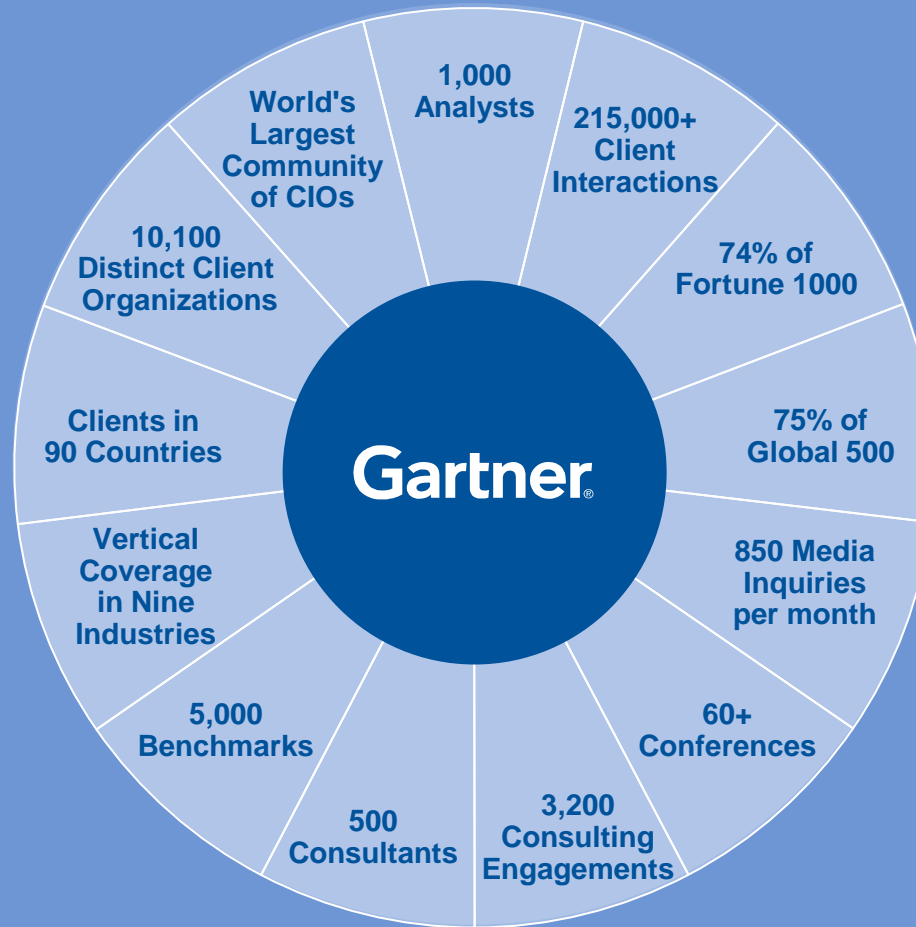 1,000
Analysts
215,000+
Client
Interactions
74% of
Fortune 1000
75% of
Global 500
850 Media
Inquiries
per month
60+
Conferences
3,200
Consulting
Engagements
500
Consultants
5,000
Benchmarks
Vertical
Coverage
in Nine
Industries
Clients in
90 Countries
10,100
Distinct Client
Organizations
World's
Largest
Community
of CIOs
Gartner®